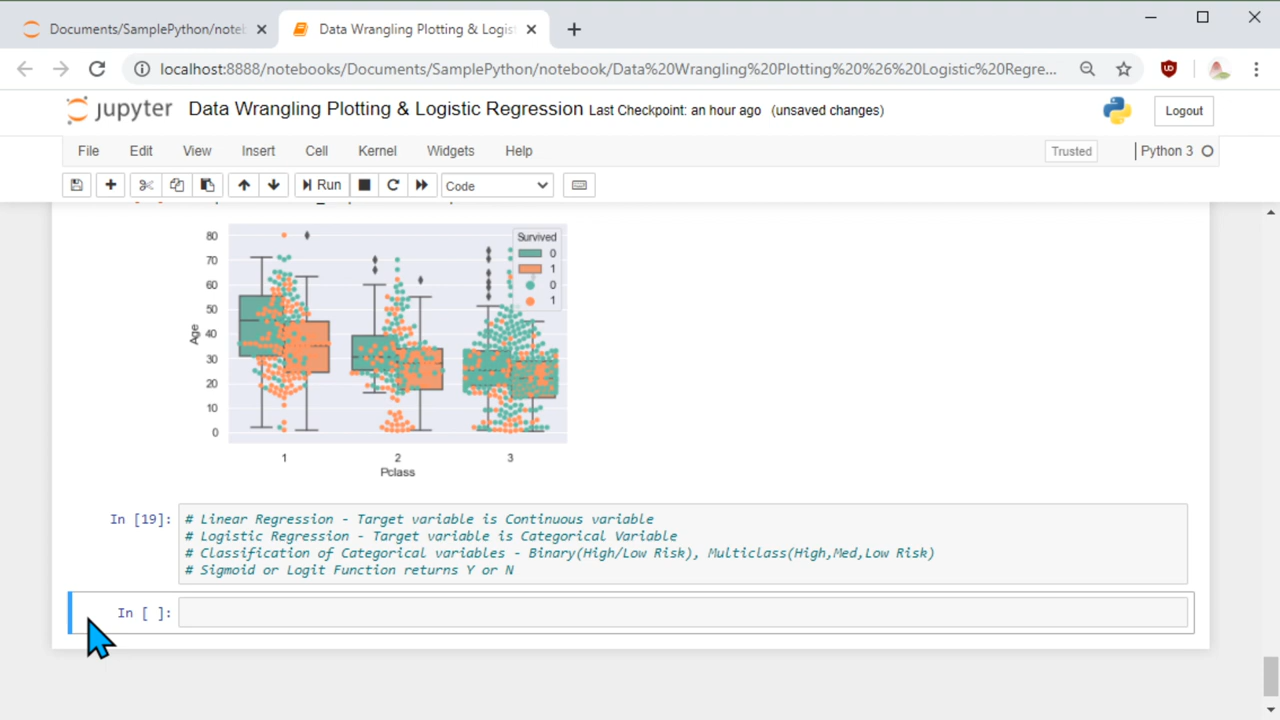 Documents/SamplePython/note
Data Wrangling Plotting & Logis
localhost:8888/notebooks/Documents/SamplePython/notebook/Data%20Wrangling%20Plotting%20%26%20Logistic%20Regre...
jupyter Data Wrangling Plotting & Logistic Regression Last Checkpoint: an hour ago (unsaved changes) Logout
File Edit View Insert Cell Kernel Widgets Help Trusted Python 3
Run Code
Survived
0
1
0
1
80
70
60
50
40
30
20
10
0
Age
1 2 3
Pclass
In [19]: # Linear Regression - Target variable is Continuous variable
# Logistic Regression - Target variable is Categorical Variable
# Classification of Categorical variables - Binary(High/Low Risk), Multiclass(High,Med,Low Risk)
# Sigmoid or Logit Function returns Y or N
In [ ]: